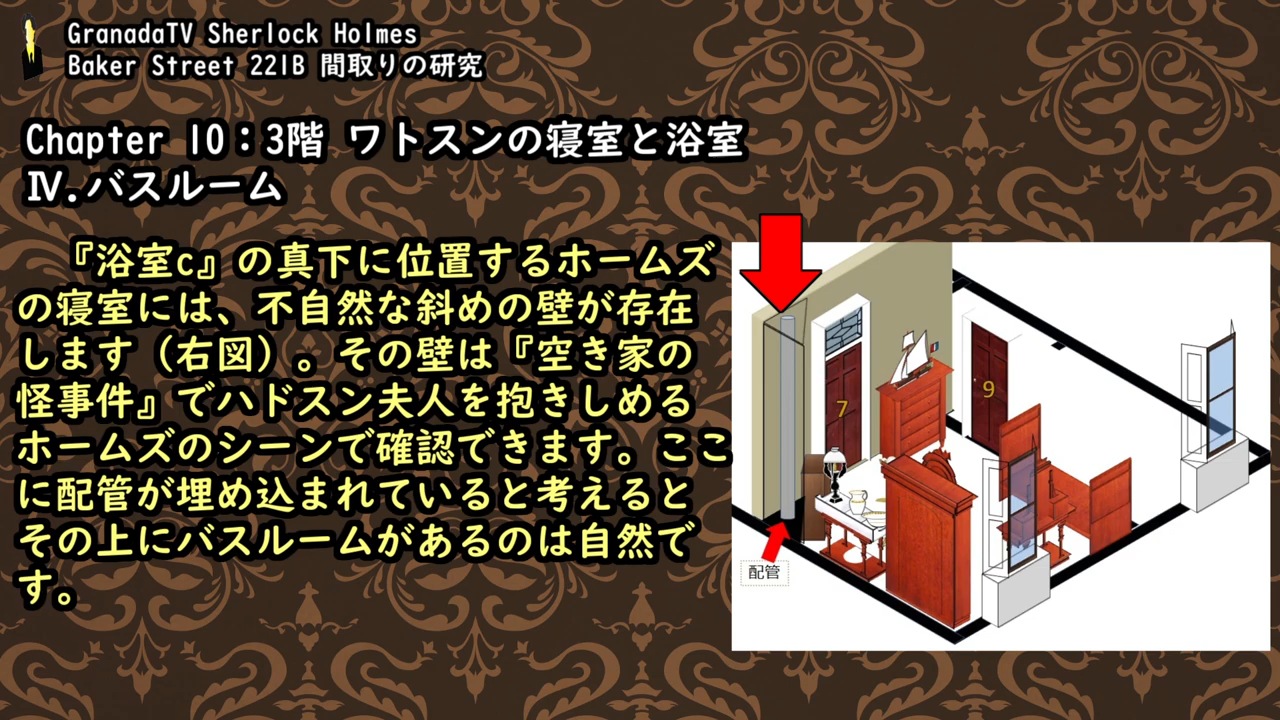 GranadaTV Sherlock Holmes
Baker Street 221B 間取りの研究
Chapter 10：3階 ワトスンの寝室と浴室
Ⅳ.バスルーム
『浴室c』の真下に位置するホームズ
の寝室には、不自然な斜めの壁が存在
します（右図）。その壁は『空き家の
怪事件』でハドスン夫人を抱きしめる
ホームズのシーンで確認できます。ここ
に配管が埋め込まれていると考えると
その上にバスルームがあるのは自然で
す。
7
9
配管